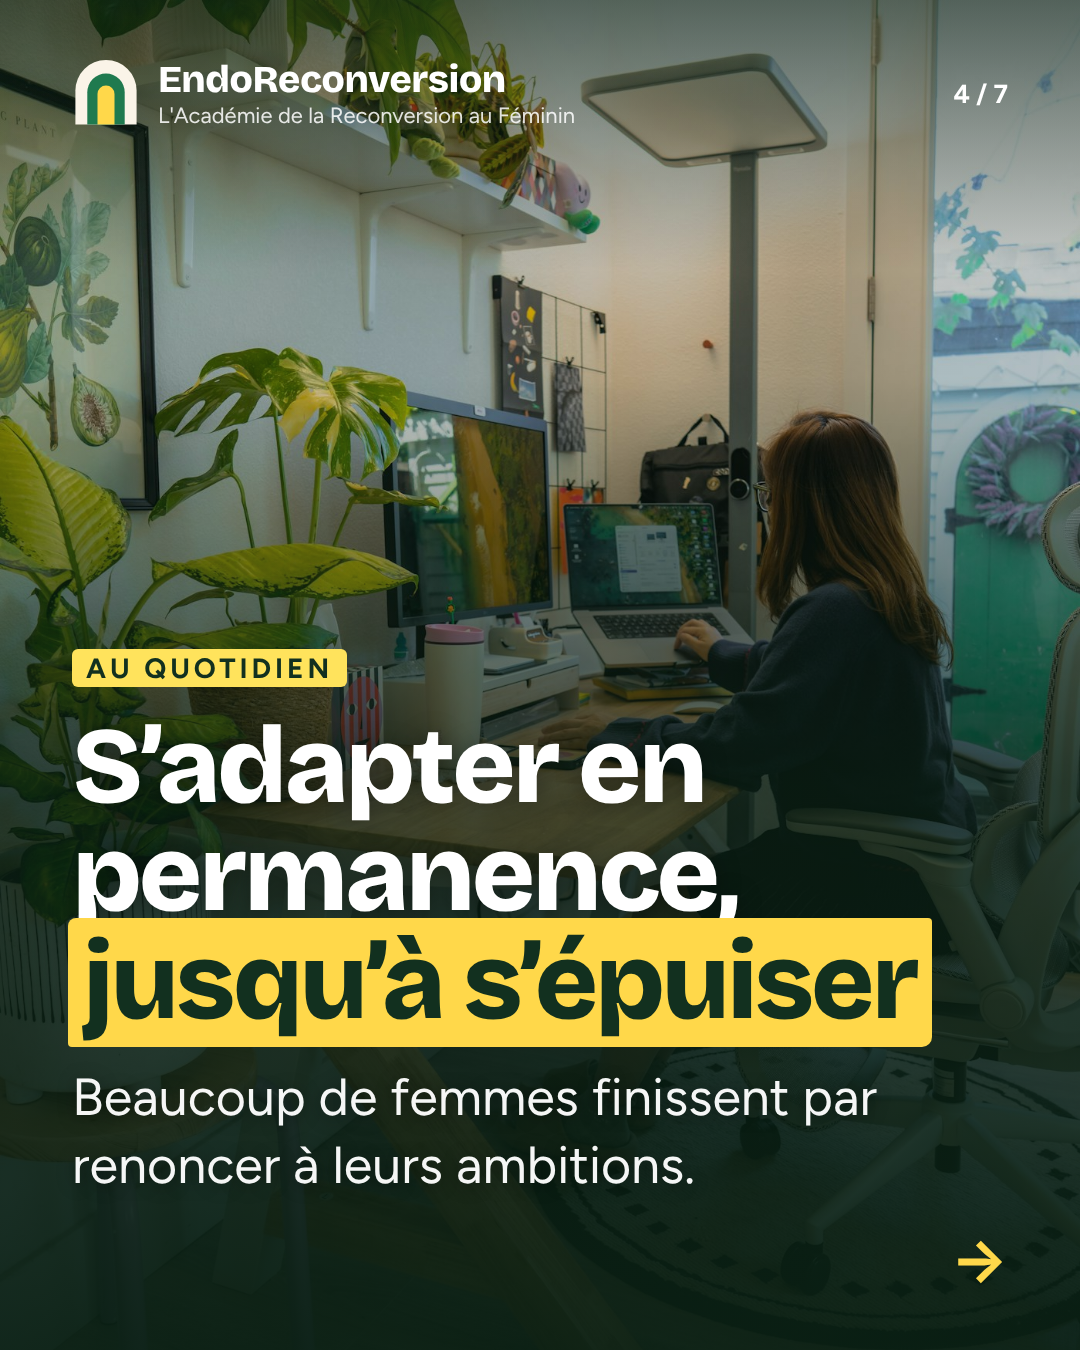 EndoReconversion
L'Académie de la Reconversion au Féminin
4 / 7
AU QUOTIDIEN
S’adapter en
permanence,
jusqu’à s’épuiser
Beaucoup de femmes finissent par
renoncer à leurs ambitions.